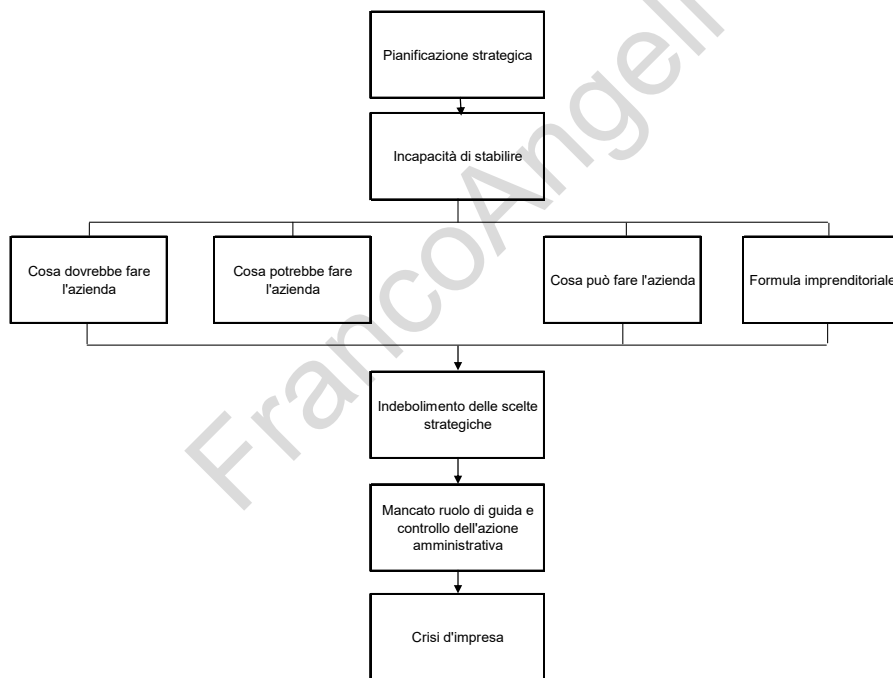 Pianificazione strategica
Incapacità di stabilire
Cosa dovrebbe fare
l'azienda
Cosa potrebbe fare
l'azienda
Cosa può fare l'azienda
Formula imprenditoriale
Indebolimento delle scelte
strategiche
Mancato ruolo di guida e
controllo dell'azione
amministrativa
Crisi d'impresa
FrancoAngeli